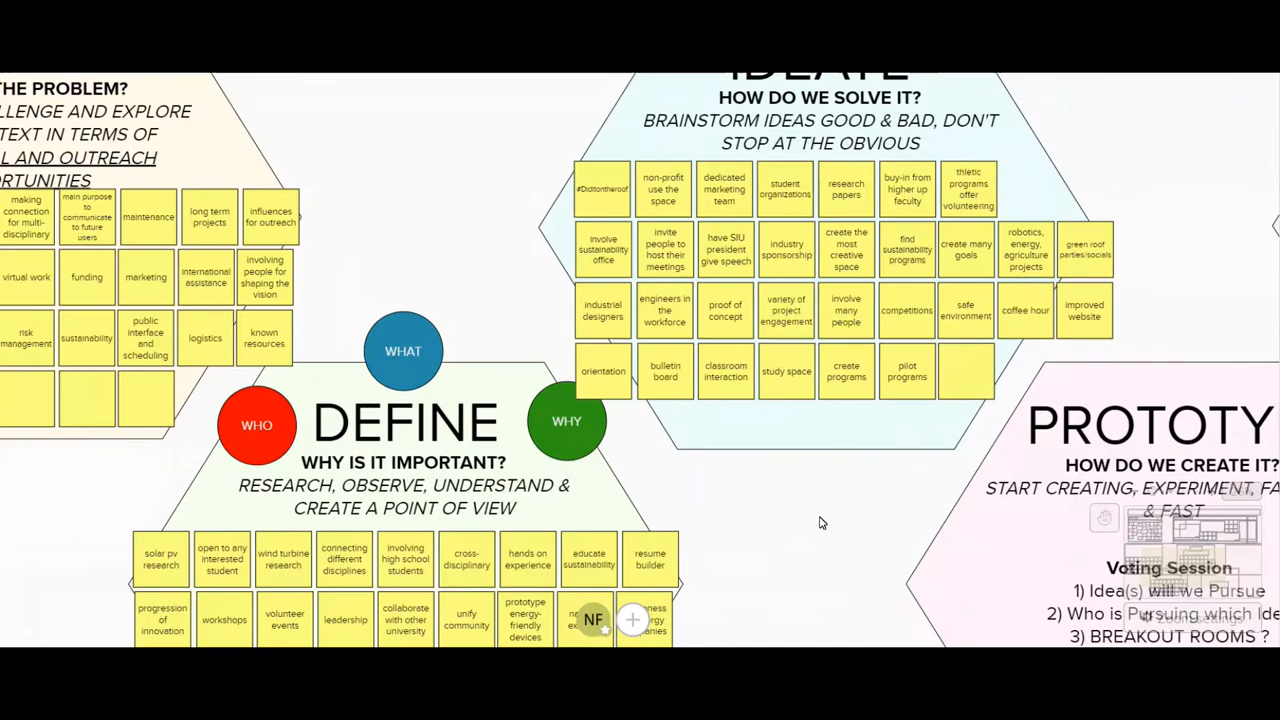 THE PROBLEM?
LLENGE AND EXPLORE
TEXT IN TERMS OF
L AND OUTREACH
RTUNITIES
making
connection
for multi-
disciplinary
main purpose
to
communicate
to future
users
maintenance
long term
projects
influences
for outreach
virtual work
funding
marketing
international
assistance
involving
people for
shaping the
vision
risk
management
sustainability
public
interface
and
scheduling
logistics
known
resources
IDEATE
HOW DO WE SOLVE IT?
BRAINSTORM IDEAS GOOD & BAD, DON'T
STOP AT THE OBVIOUS
#Didtontheroof
non-profit
use the
space
dedicated
marketing
team
student
organizations
research
papers
buy-in from
higher up
faculty
thletic
programs
offer
volunteering
involve
sustainability
office
invite
people to
host their
meetings
have SIU
president
give speech
industry
sponsorship
create the
most
creative
space
find
sustainability
programs
create many
goals
robotics,
energy,
agriculture
projects
green roof
parties/socials
industrial
designers
engineers in
the
workforce
proof of
concept
variety of
project
engagement
involve
many
people
competitions
safe
environment
coffee hour
improved
website
orientation
bulletin
board
classroom
interaction
study space
create
programs
pilot
programs
WHAT
WHO
WHY
DEFINE
WHY IS IT IMPORTANT?
RESEARCH, OBSERVE, UNDERSTAND &
CREATE A POINT OF VIEW
solar pv
research
open to any
interested
student
wind turbine
research
connecting
different
disciplines
involving
high school
students
cross-
disciplinary
hands on
experience
educate
sustainability
resume
builder
progression
of
innovation
workshops
volunteer
events
leadership
collaborate
with other
university
unify
community
prototype
energy-
friendly
devices
NF
PROTOTY
HOW DO WE CREATE IT?
START CREATING, EXPERIMENT, FA
& FAST
Voting Session
1) Idea(s) will we Pursue
2) Who is Pursuing which Ide
3) BREAKOUT ROOMS ?
Zoom settings